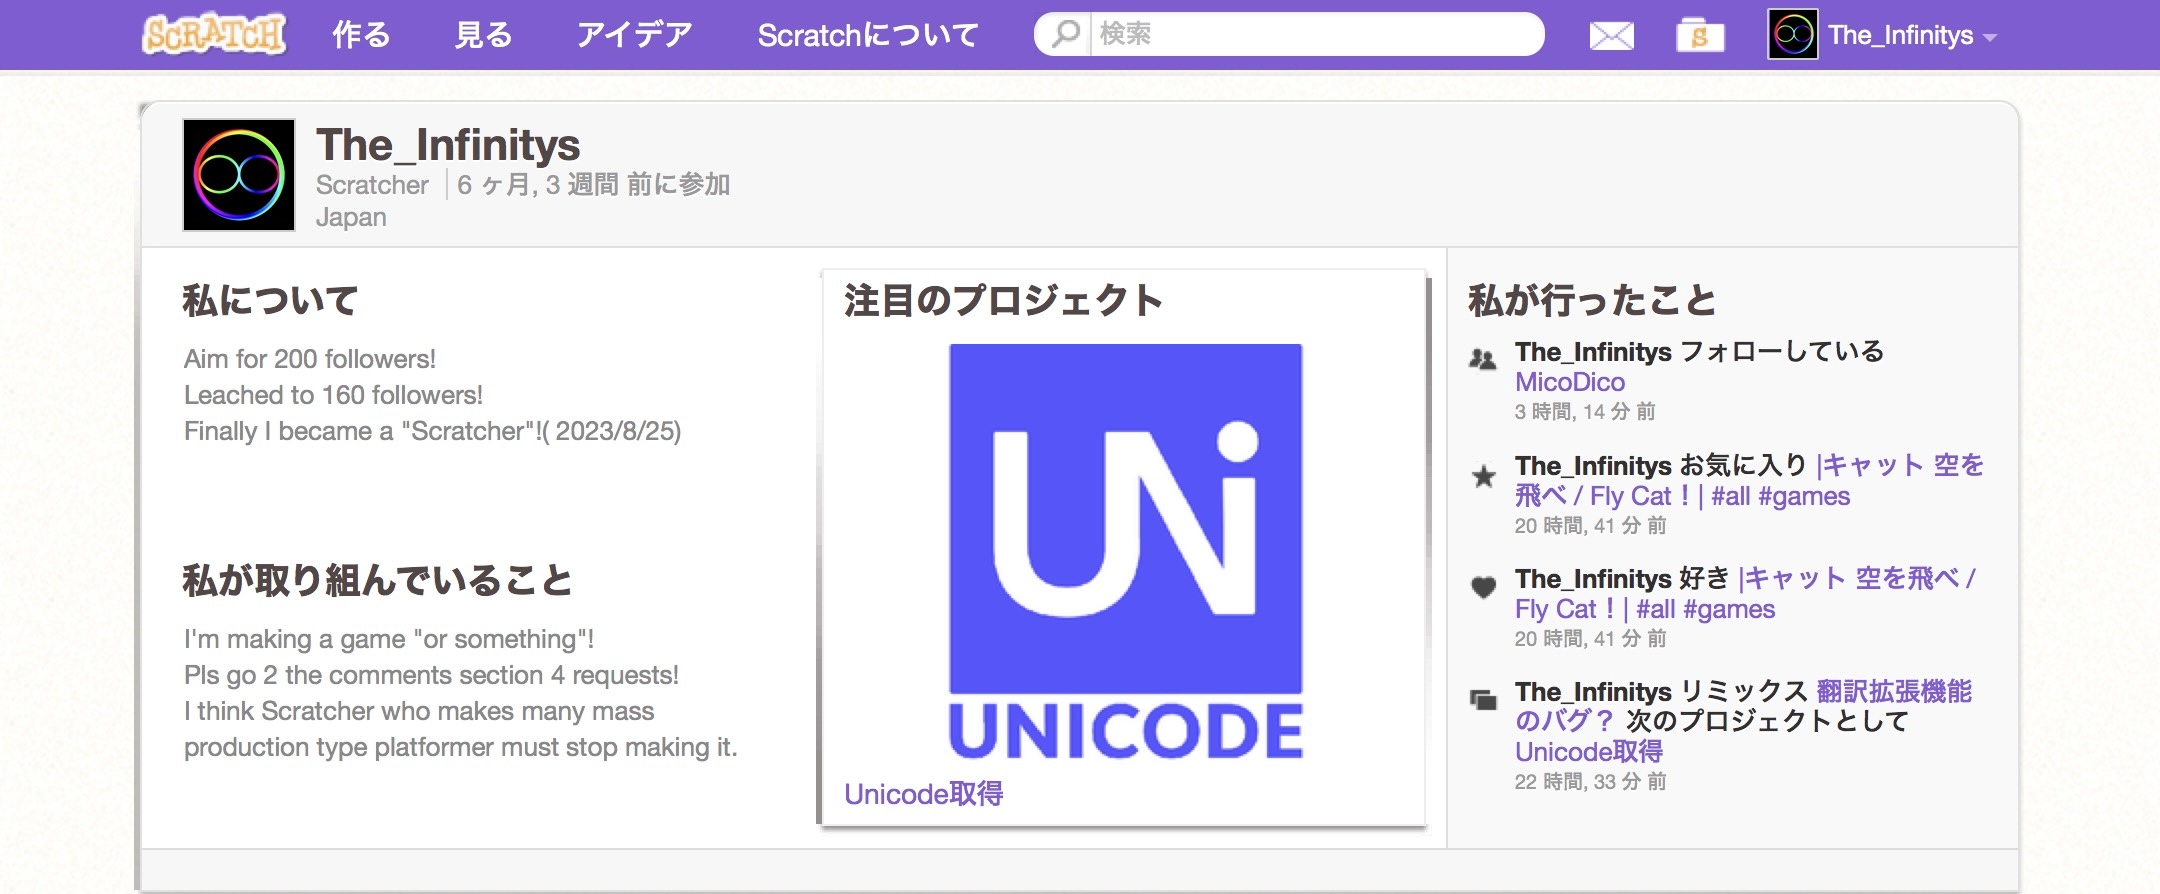 SCRATCH 作る 見る アイデア Scratchについて 検索 S The_Infinitys
The_Infinitys
Scratcher 6 ヶ月, 3 週間 前に参加
Japan
私について
Aim for 200 followers!
Leached to 160 followers!
Finally I became a "Scratcher"!( 2023/8/25)
私が取り組んでいること
I'm making a game "or something"!
Pls go 2 the comments section 4 requests!
I think Scratcher who makes many mass
production type platformer must stop making it.
注目のプロジェクト
UNi
UNICODE
Unicode取得
私が行ったこと
The_Infinitys フォローしている
MicoDico
3 時間, 14 分 前
The_Infinitys お気に入り |キャット 空を
飛べ / Fly Cat！| #all #games
20 時間, 41 分 前
The_Infinitys 好き |キャット 空を飛べ /
Fly Cat！| #all #games
20 時間, 41 分 前
The_Infinitys リミックス 翻訳拡張機能
のバグ？ 次のプロジェクトとして
Unicode取得
22 時間, 33 分 前